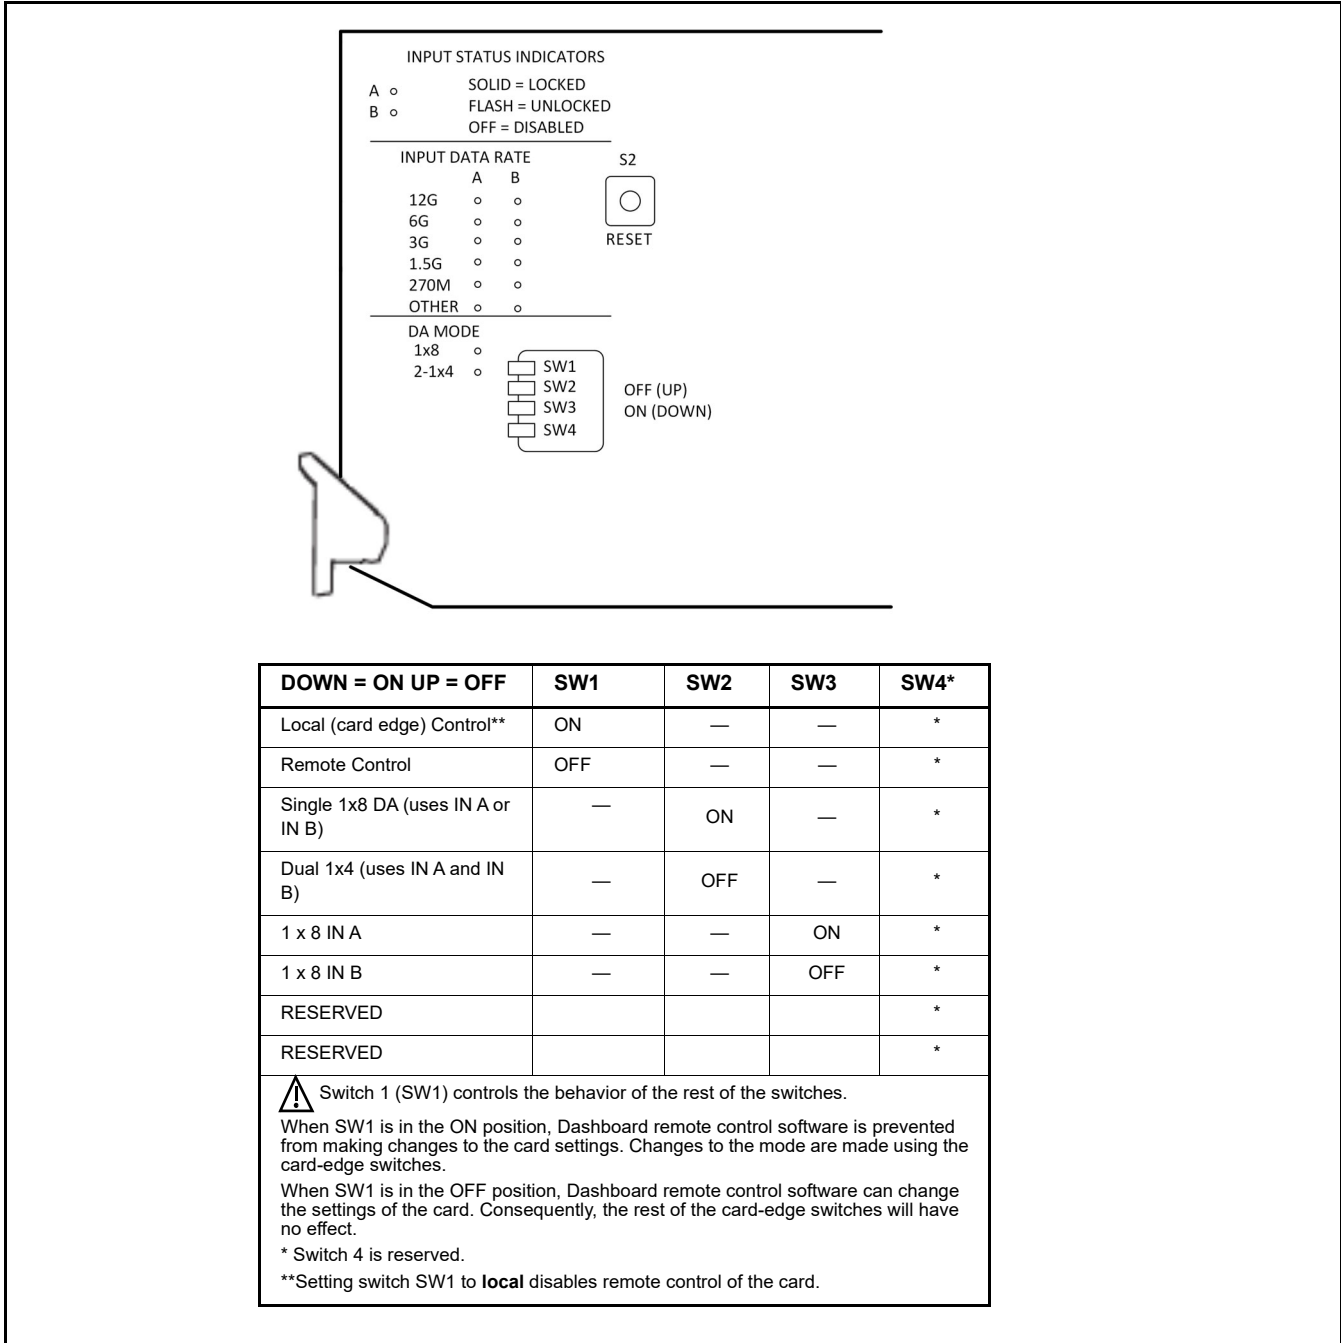 INPUT STATUS INDICATORS
A
SOLID = LOCKED
B
FLASH = UNLOCKED
OFF = DISABLED
INPUT DATA RATE
A B
12G
6G
3G
1.5G
270M
OTHER
S2
RESET
DA MODE
1x8
2-1x4
SW1
SW2
SW3
SW4
OFF (UP)
ON (DOWN)
DOWN = ON UP = OFF SW1 SW2 SW3 SW4*
Local (card edge) Control** ON — — *
Remote Control OFF — — *
Single 1x8 DA (uses IN A or
IN B) — ON — *
Dual 1x4 (uses IN A and IN
B) — OFF — *
1 x 8 IN A — — ON *
1 x 8 IN B — — OFF *
RESERVED *
RESERVED *
Switch 1 (SW1) controls the behavior of the rest of the switches.
When SW1 is in the ON position, Dashboard remote control software is prevented
from making changes to the card settings. Changes to the mode are made using the
card-edge switches.
When SW1 is in the OFF position, Dashboard remote control software can change
the settings of the card. Consequently, the rest of the card-edge switches will have
no effect.
* Switch 4 is reserved.
**Setting switch SW1 to local disables remote control of the card.